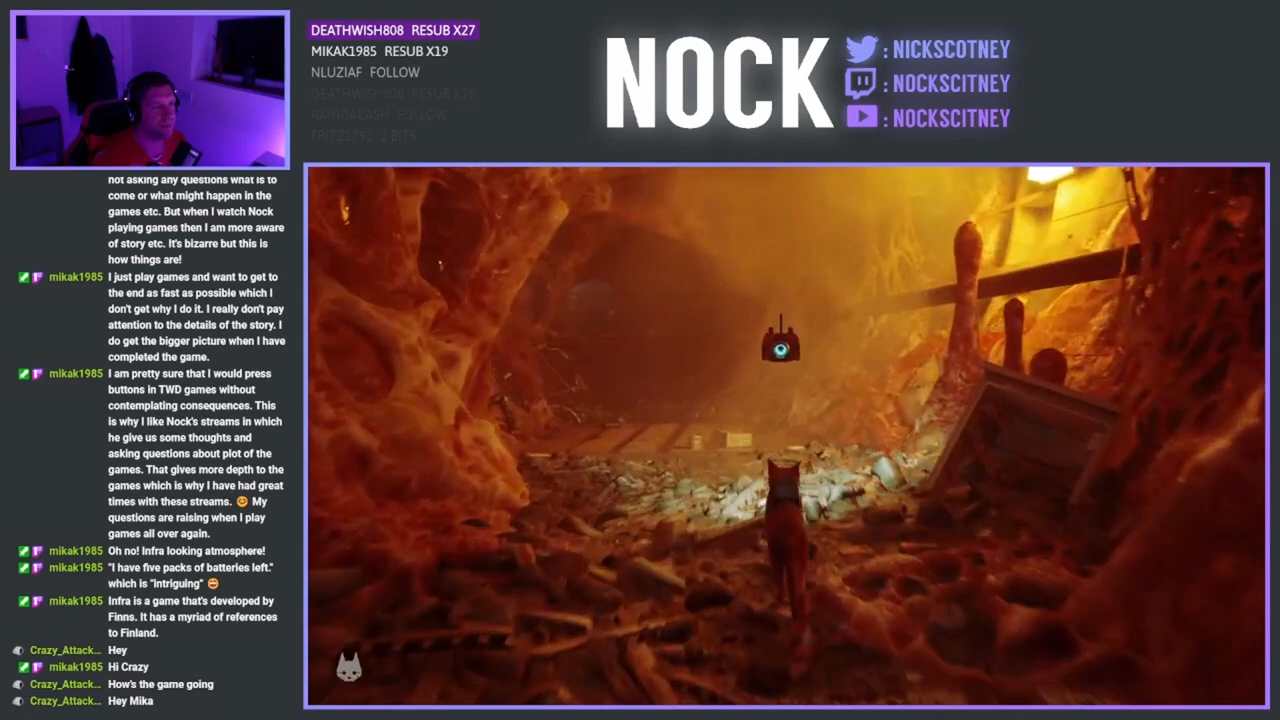 DEATHWISH808 RESUB X27
MIKAK1985 RESUB X19
NLUZIAF FOLLOW
DEATHWISH808 RESUB X26
RAINDACASH FOLLOW
FRITZ1791 2 BITS
NOCK
: NICKSCOTNEY
: NOCKSCITNEY
: NOCKSCITNEY
not asking any questions what is to
come or what might happen in the
games etc. But when I watch Nock
playing games then I am more aware
of story etc. It's bizarre but this is
how things are!
mikak1985 I just play games and want to get to
the end as fast as possible which I
don't get why I do it. I really don't pay
attention to the details of the story. I
do get the bigger picture when I have
completed the game.
mikak1985 I am pretty sure that I would press
buttons in TWD games without
contemplating consequences. This
is why I like Nock's streams in which
he give us some thoughts and
asking questions about plot of the
games. That gives more depth to the
games which is why I have had great
times with these streams. 😊 My
questions are raising when I play
games all over again.
mikak1985 Oh no! Infra looking atmosphere!
mikak1985 "I have five packs of batteries left."
which is "intriguing" 😄
mikak1985 Infra is a game that's developed by
Finns. It has a myriad of references
to Finland.
Crazy_Attack... Hey
mikak1985 Hi Crazy
Crazy_Attack... How's the game going
Crazy_Attack... Hey Mika